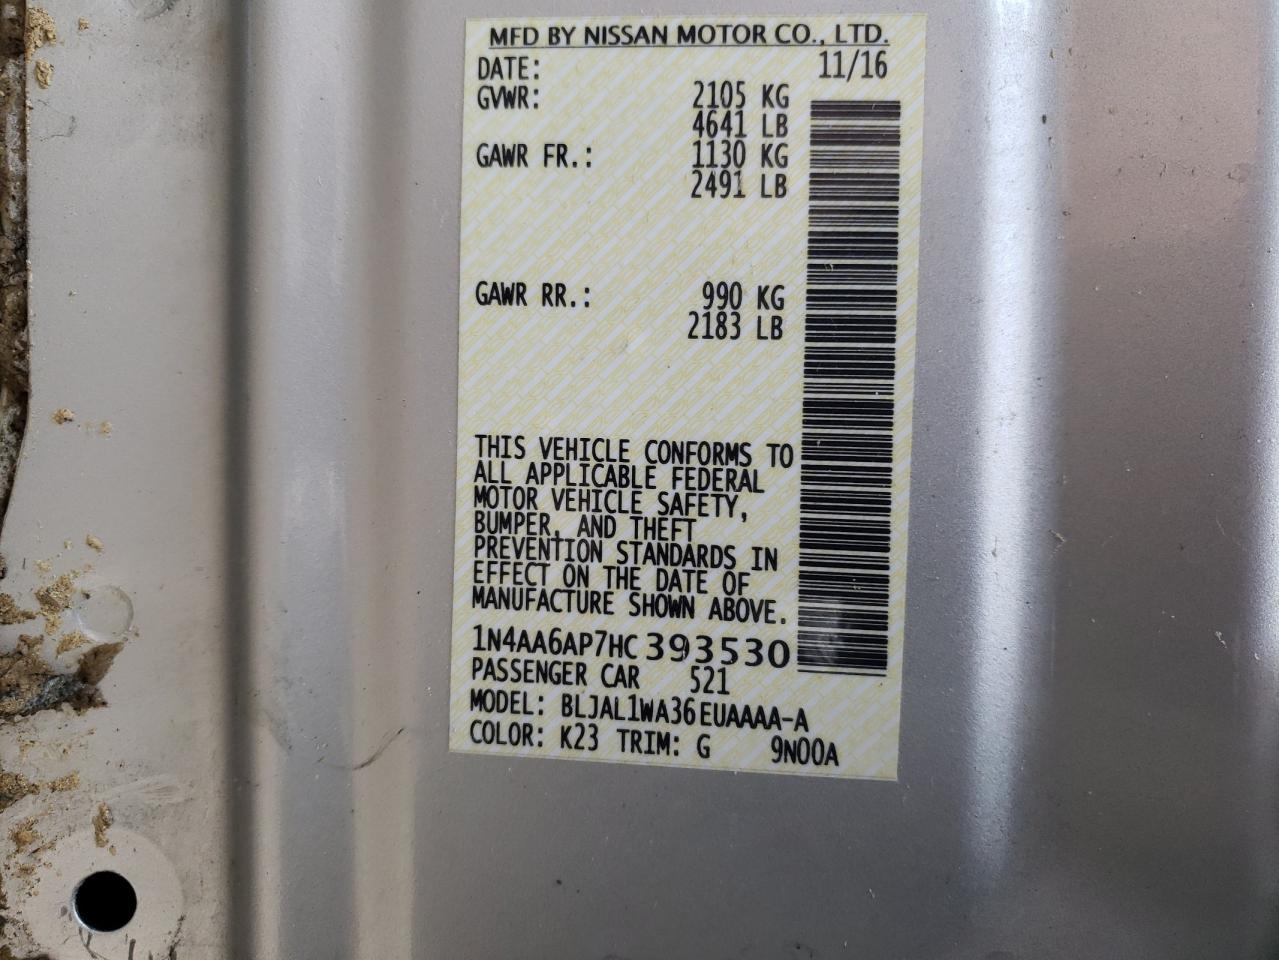 MFD BY NISSAN MOTOR CO., LTD.
DATE: 11/16
GVWR: 2105 KG
4641 LB
GAWR FR.: 1130 KG
2491 LB
GAWR RR.: 990 KG
2183 LB
THIS VEHICLE CONFORMS TO
ALL APPLICABLE FEDERAL
MOTOR VEHICLE SAFETY,
BUMPER, AND THEFT
PREVENTION STANDARDS IN
EFFECT ON THE DATE OF
MANUFACTURE SHOWN ABOVE.
1N4AA6AP7HC393530
PASSENGER CAR 521
MODEL: BLJAL1WA36EUAAAA-A
COLOR: K23 TRIM: G 9N00A